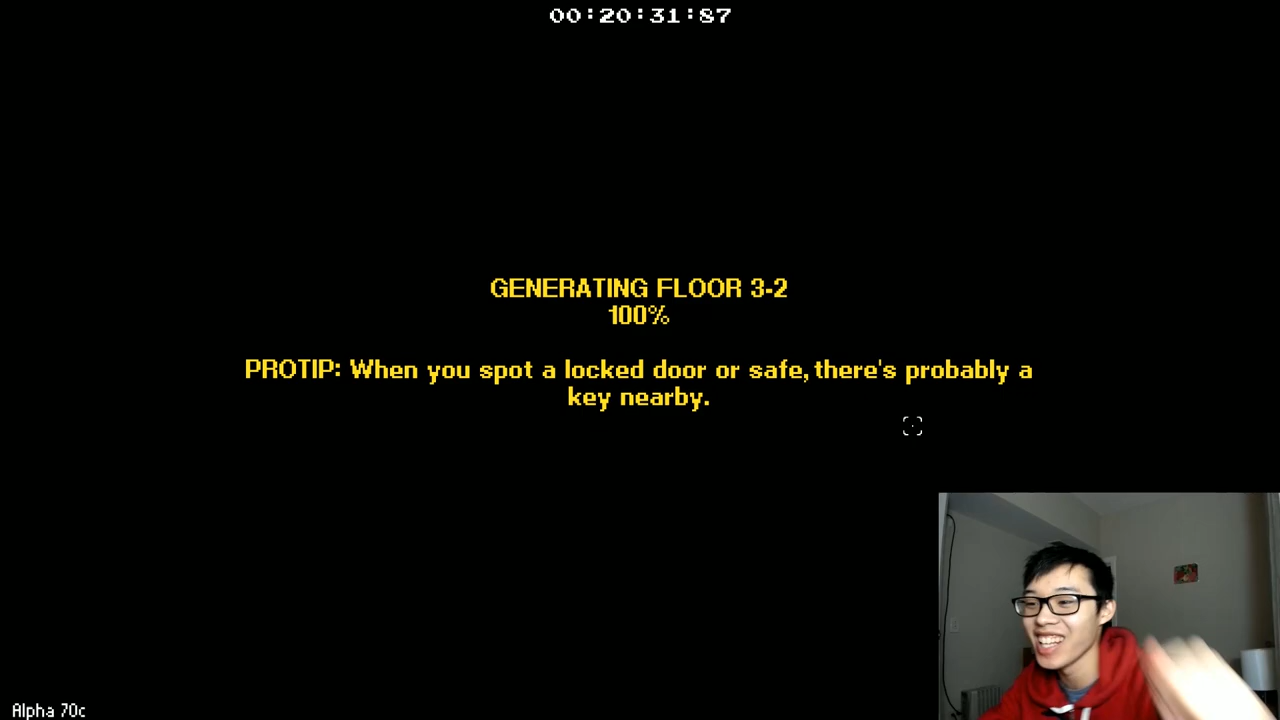 00:20:31:87
GENERATING FLOOR 3-2
100%
PROTIP: When you spot a locked door or safe, there's probably a
key nearby.
Alpha 70c